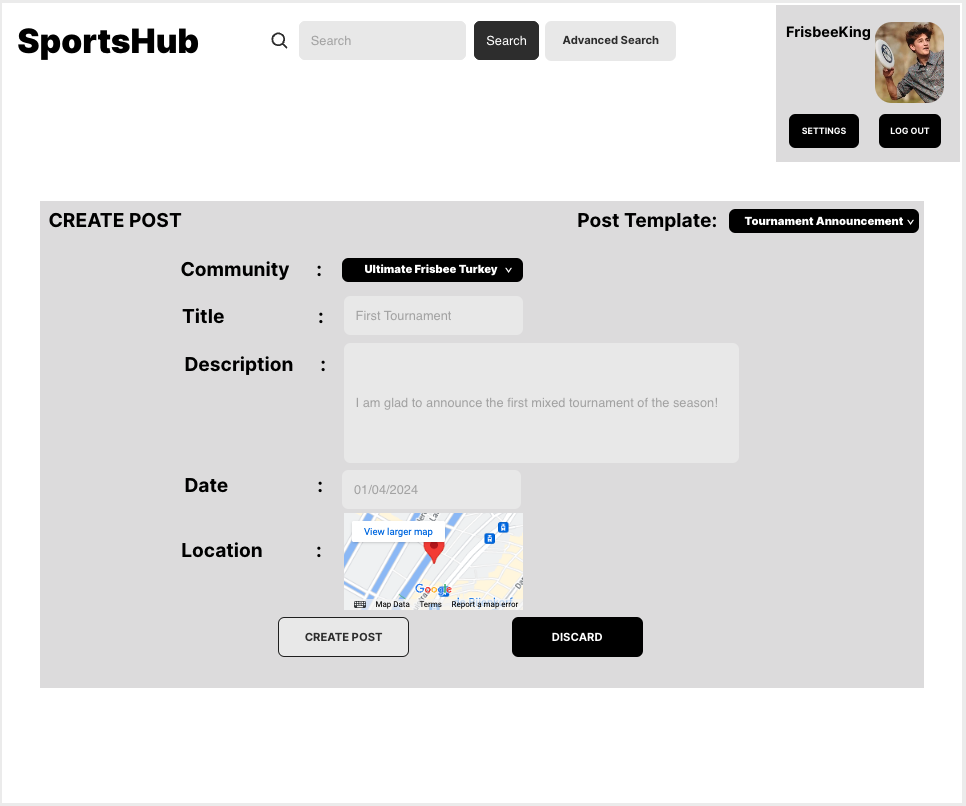 SportsHub
Search
Search
Advanced Search
FrisbeeKing
SETTINGS
LOG OUT
CREATE POST
Post Template:
Tournament Announcement
Community :
Ultimate Frisbee Turkey
Title :
First Tournament
Description :
I am glad to announce the first mixed tournament of the season!
Date :
01/04/2024
Location :
View larger map
Google
Map Data Terms Report a map error
CREATE POST
DISCARD